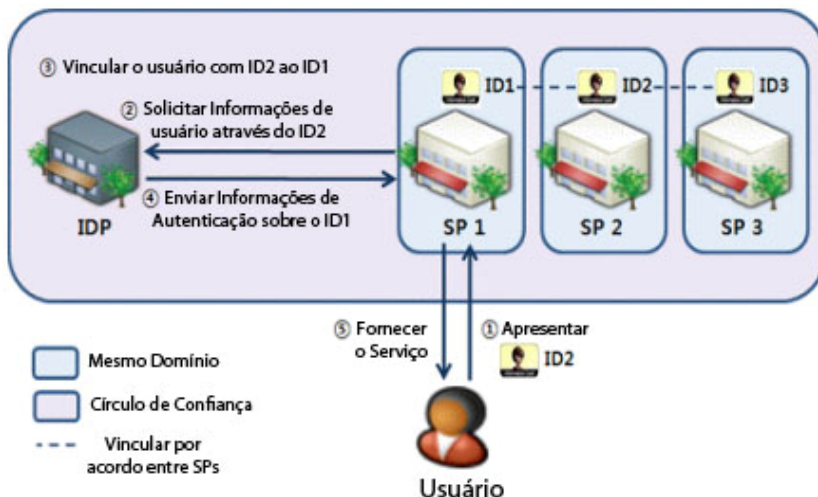 ③ Vincular o usuário com ID2 ao ID1
② Solicitar Informações de
usuário através do ID2
④ Enviar Informações de
Autenticação sobre o ID1
IDP
ID1
ID2
ID3
SP 1
SP 2
SP 3
⑤ Fornecer
o Serviço
① Apresentar
ID2
Mesmo Domínio
Círculo de Confiança
Vincular por
acordo entre SPs
Usuário